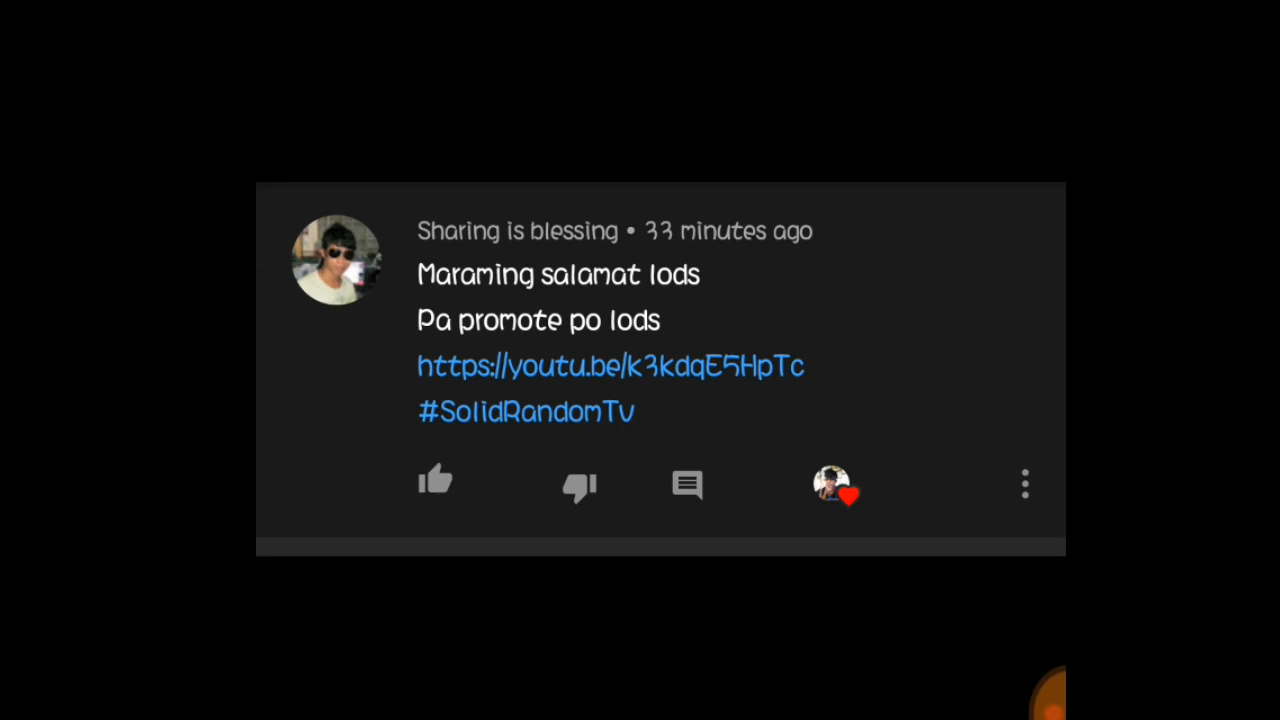 Sharing is blessing • 33 minutes ago
Maraming salamat lods
Pa promote po lods
https://youtu.be/k3kdqE5HpTc
#SolidRandomTv